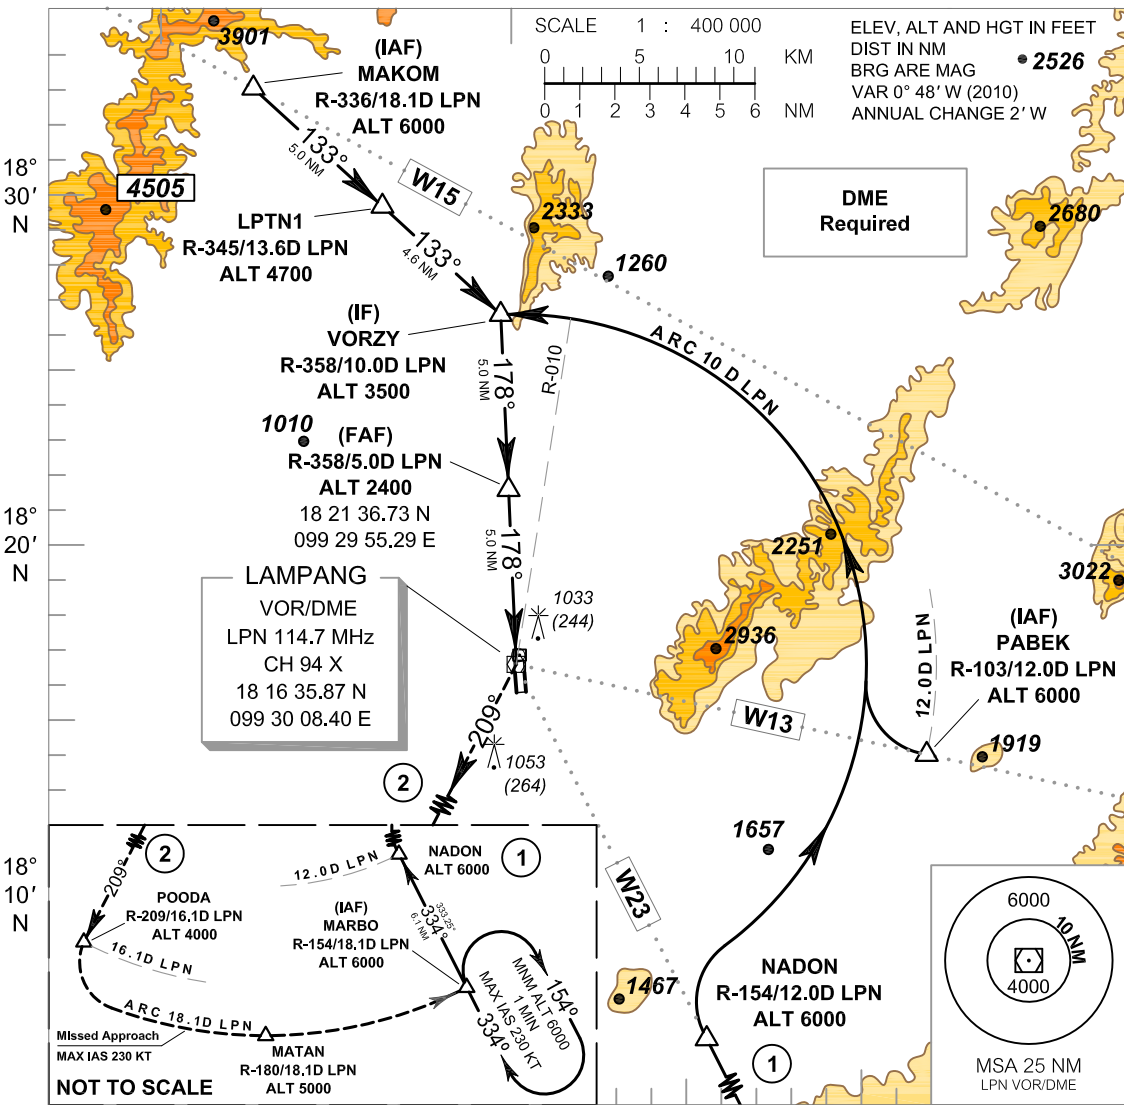 3901
(IAF)
MAKOM
R-336/18.1D LPN
ALT 6000
SCALE 1 : 400 000
0 5 10 KM
0 1 2 3 4 5 6 NM
ELEV, ALT AND HGT IN FEET
DIST IN NM
BRG ARE MAG
VAR 0° 48′ W (2010)
ANNUAL CHANGE 2′ W
2526
18°
30′
N
4505
133°
5.0 NM
W15
LPTN1
R-345/13.6D LPN
ALT 4700
133°
4.6 NM
2333
1260
DME
Required
2680
(IF)
VORZY
R-358/10.0D LPN
ALT 3500
178°
5.0 NM
R-010
ARC 10 D LPN
1010
(FAF)
R-358/5.0D LPN
ALT 2400
18 21 36.73 N
099 29 55.29 E
178°
5.0 NM
18°
20′
N
2251
3022
2936
LAMPANG
VOR/DME
LPN 114.7 MHz
CH 94 X
18 16 35.87 N
099 30 08.40 E
1033
(244)
12.0D LPN
(IAF)
PABEK
R-103/12.0D LPN
ALT 6000
W13
1919
209°
1053
(264)
2
1657
W23
18°
10′
N
2
209°
POODA
R-209/16,1D LPN
ALT 4000
16.1D LPN
ARC 18.1D LPN
MIssed Approach
MAX IAS 230 KT
MATAN
R-180/18.1D LPN
ALT 5000
NOT TO SCALE
12.0D LPN
NADON
ALT 6000
1
(IAF)
MARBO
R-154/18.1D LPN
ALT 6000
334°
333.25°
6.1 NM
154°
MNM ALT 6000
1 MIN
MAX IAS 230 KT
334°
1467
NADON
R-154/12.0D LPN
ALT 6000
1
6000
10 NM
4000
MSA 25 NM
LPN VOR/DME